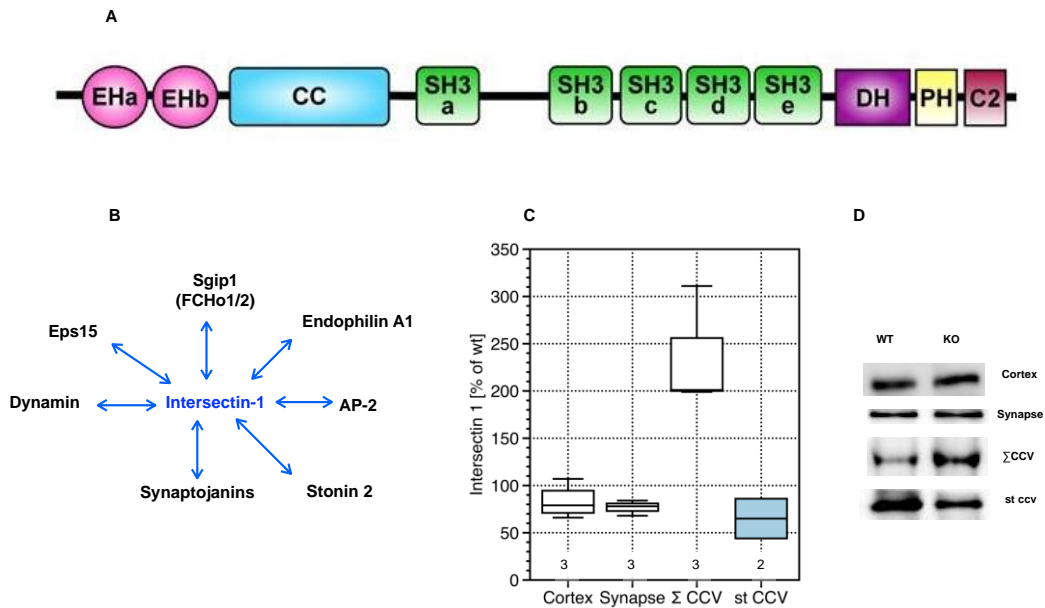 A
EHa
EHb
CC
SH3
a
SH3
b
SH3
c
SH3
d
SH3
e
DH
PH
C2
B
Sgip1
(FCHo1/2)
Eps15
Endophilin A1
Dynamin
Intersectin-1
AP-2
Synaptojanins
Stonin 2
C
Intersectin 1 [% of wt]
350
300
250
200
150
100
50
0
3
3
3
2
Cortex
Synapse
Σ CCV
st CCV
D
WT
KO
Cortex
Synapse
∑CCV
st ccv